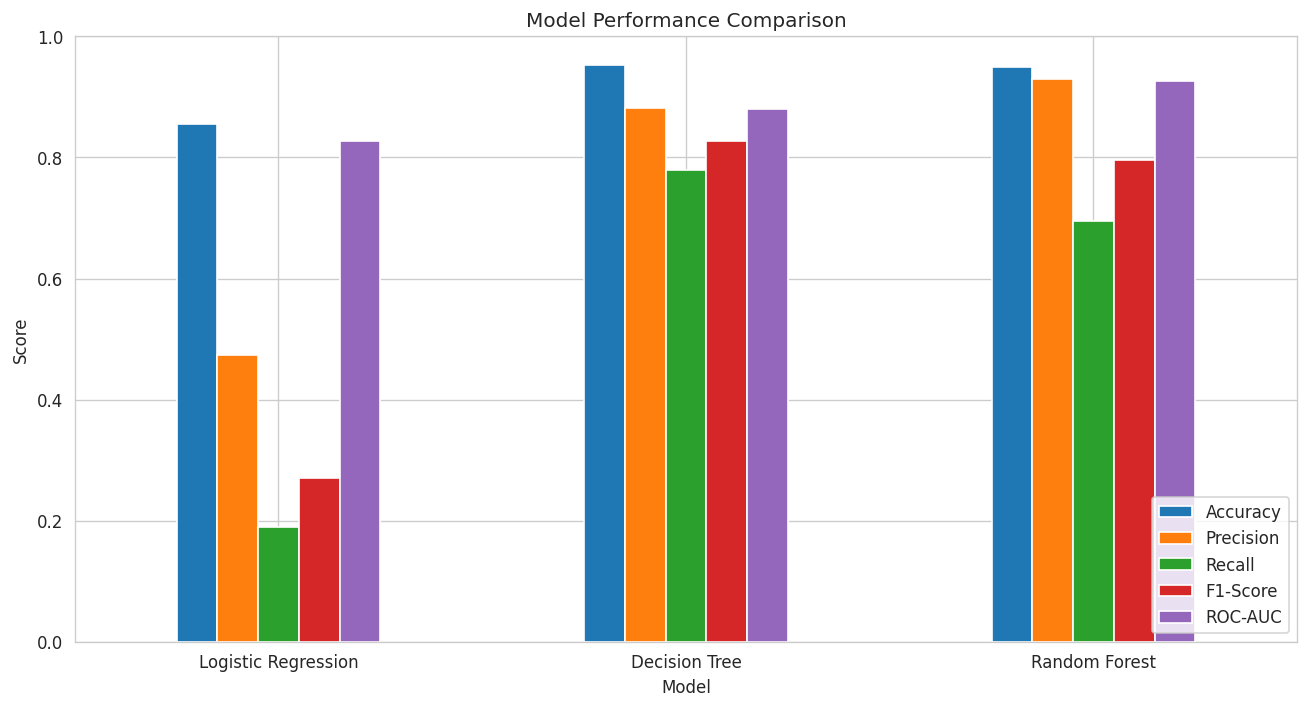 Model Performance Comparison
1.0
0.8
0.6
0.4
0.2
0.0
Score
Logistic Regression
Decision Tree
Random Forest
Model
Accuracy
Precision
Recall
F1-Score
ROC-AUC